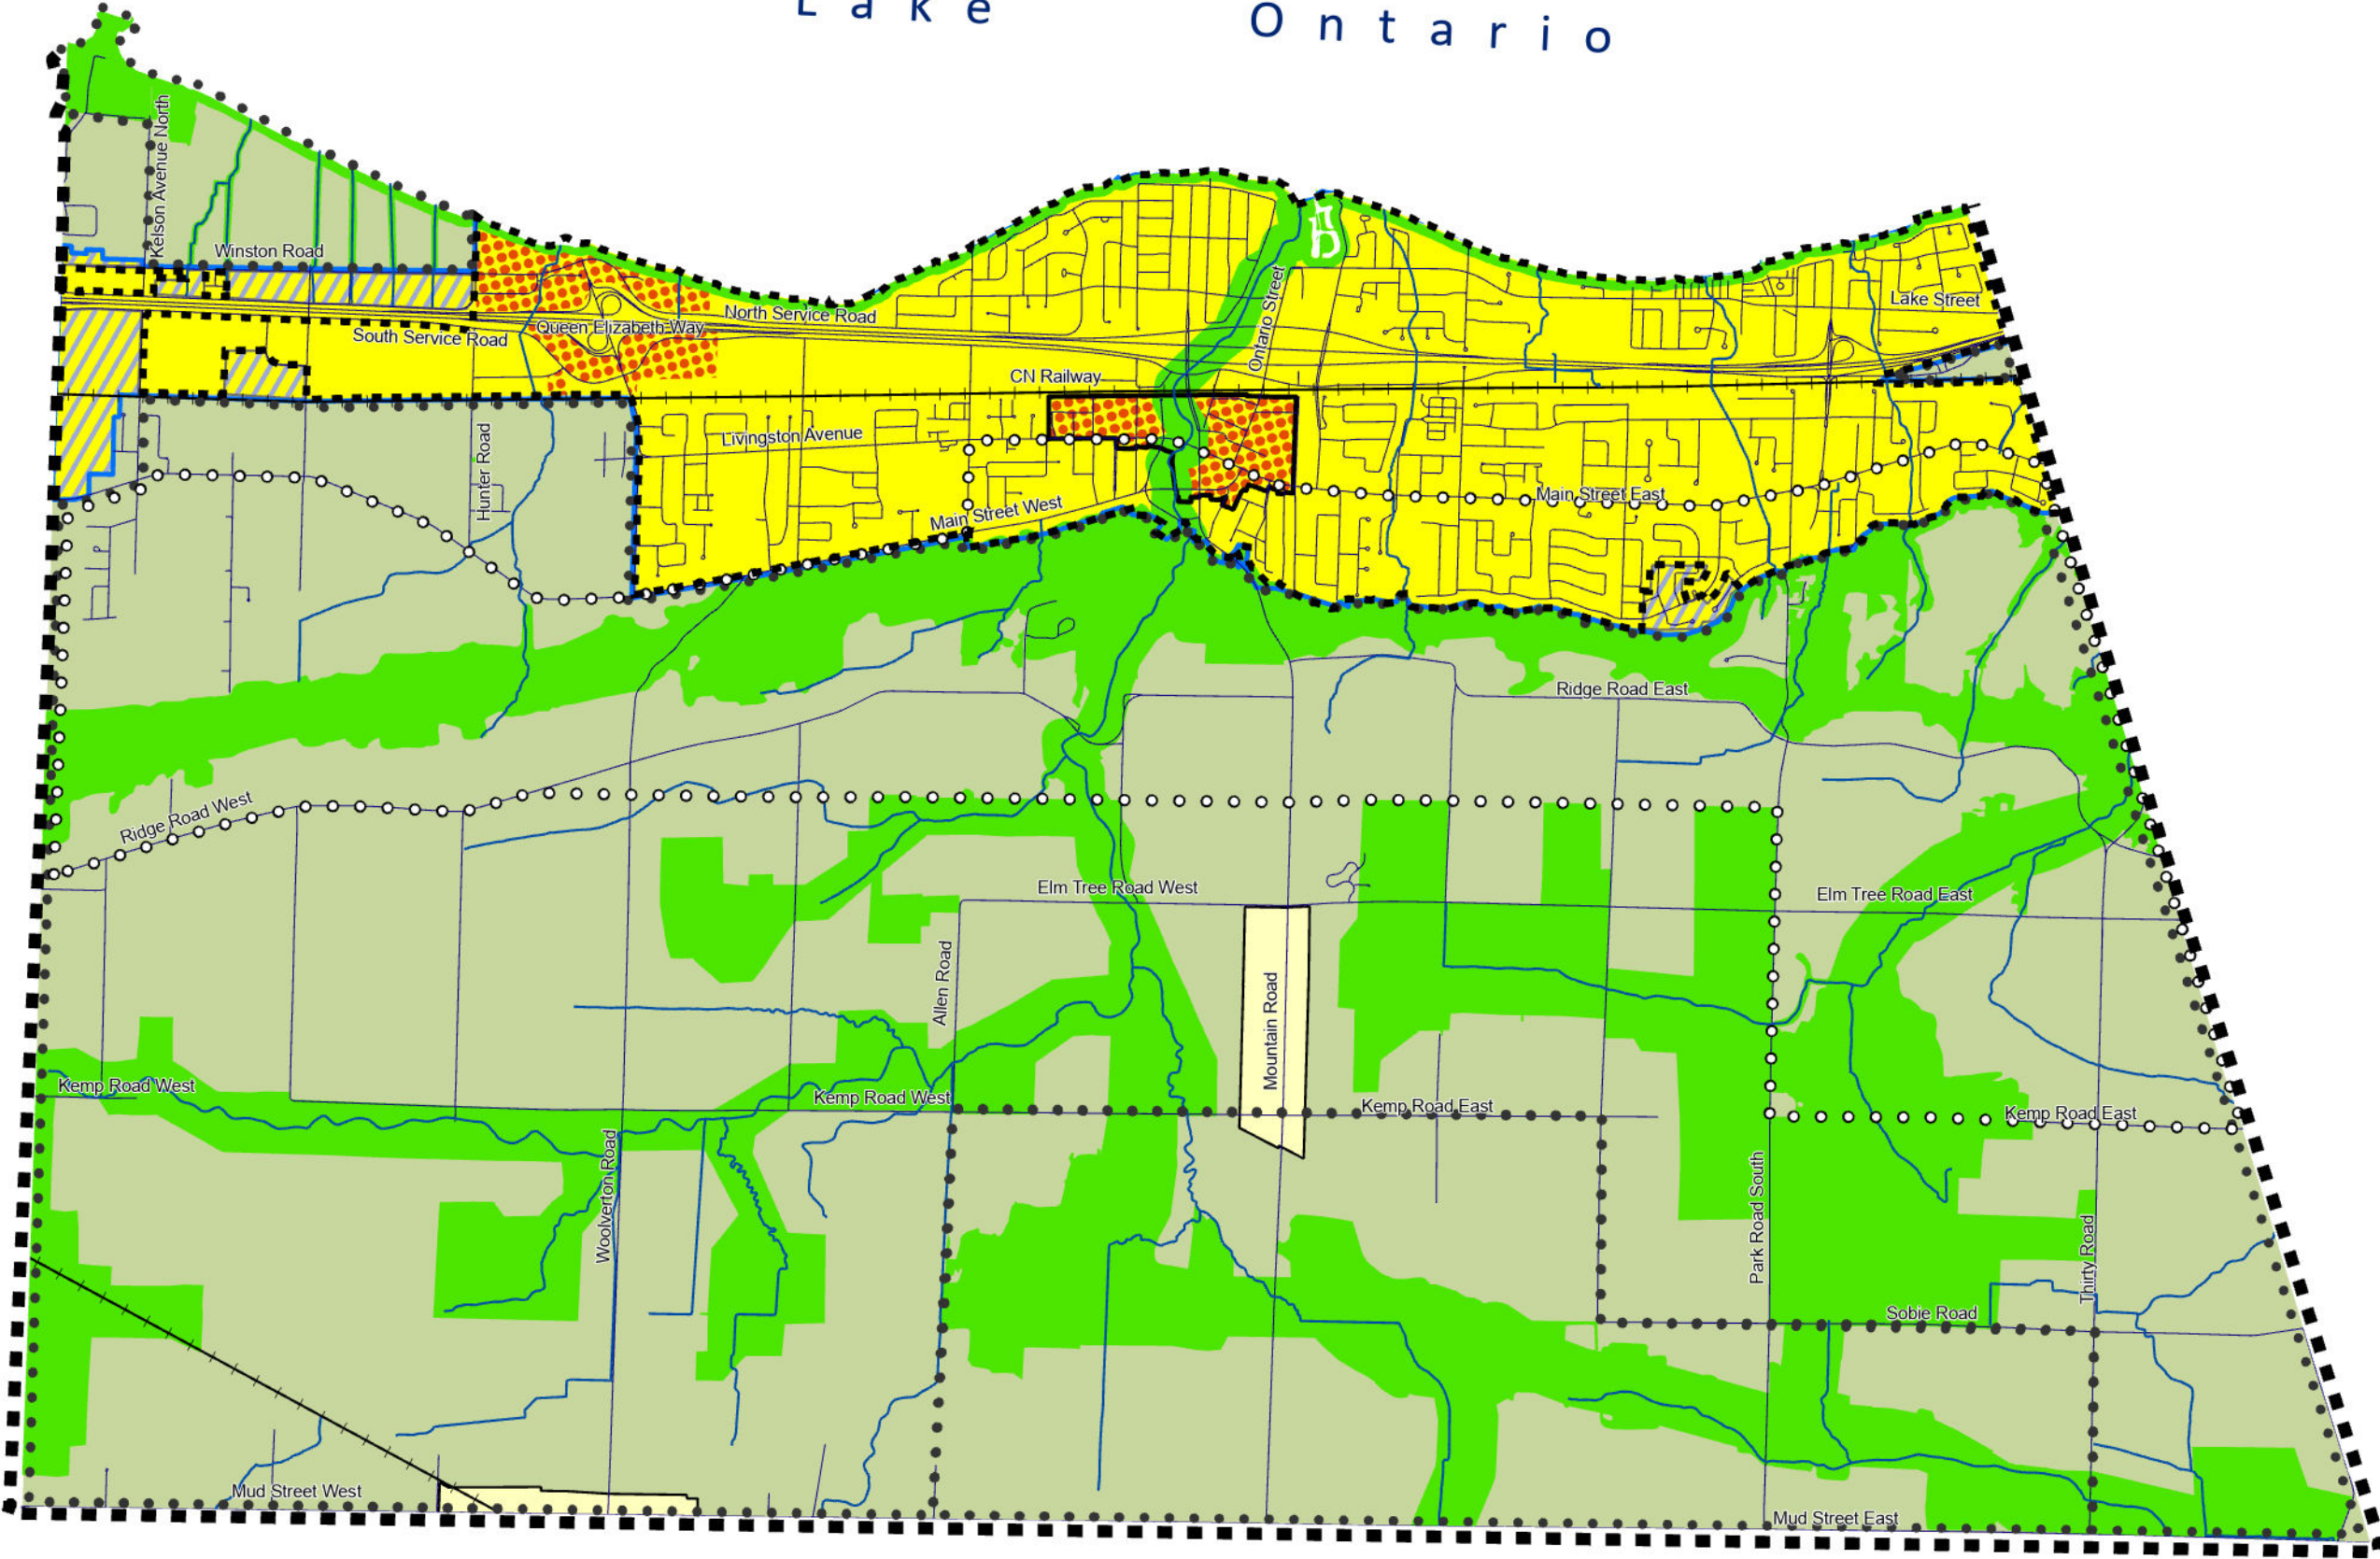 Lake Ontario
Kelson Avenue North
Winston Road
Lake Street
North Service Road
Queen Elizabeth Way
South Service Road
Ontario Street
CN Railway
Livingston Avenue
Hunter Road
Main Street East
Main Street West
Ridge Road East
Ridge Road West
Elm Tree Road West
Elm Tree Road East
Allen Road
Mountain Road
Kemp Road West
Kemp Road West
Kemp Road East
Kemp Road East
Woolverton Road
Park Road South
Thirty Road
Sobie Road
Mud Street West
Mud Street East